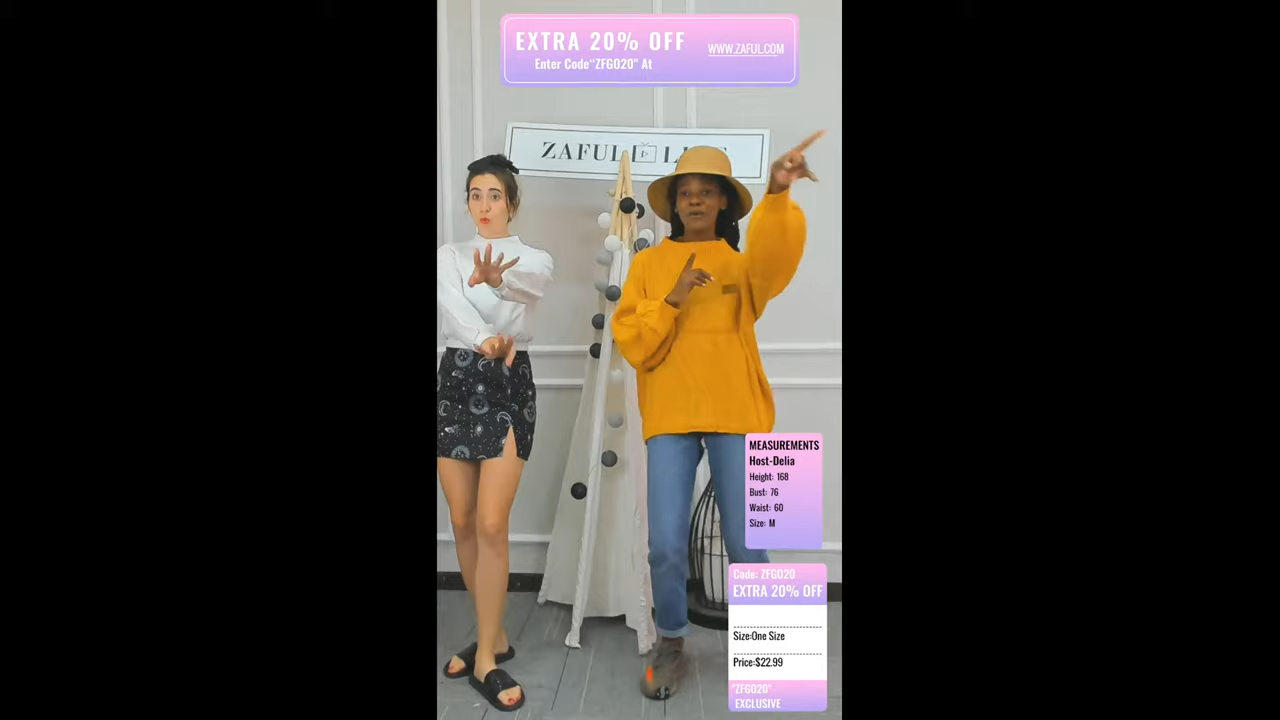 EXTRA 20% OFF
Enter Code“ZFGO20” At
WWW.ZAFUL.COM
ZAFUL
MEASUREMENTS
Host-Delia
Height: 168
Bust: 76
Waist: 60
Size: M
Code: ZFGO20
EXTRA 20% OFF
Size:One Size
Price:$22.99
"ZFGO20"
EXCLUSIVE